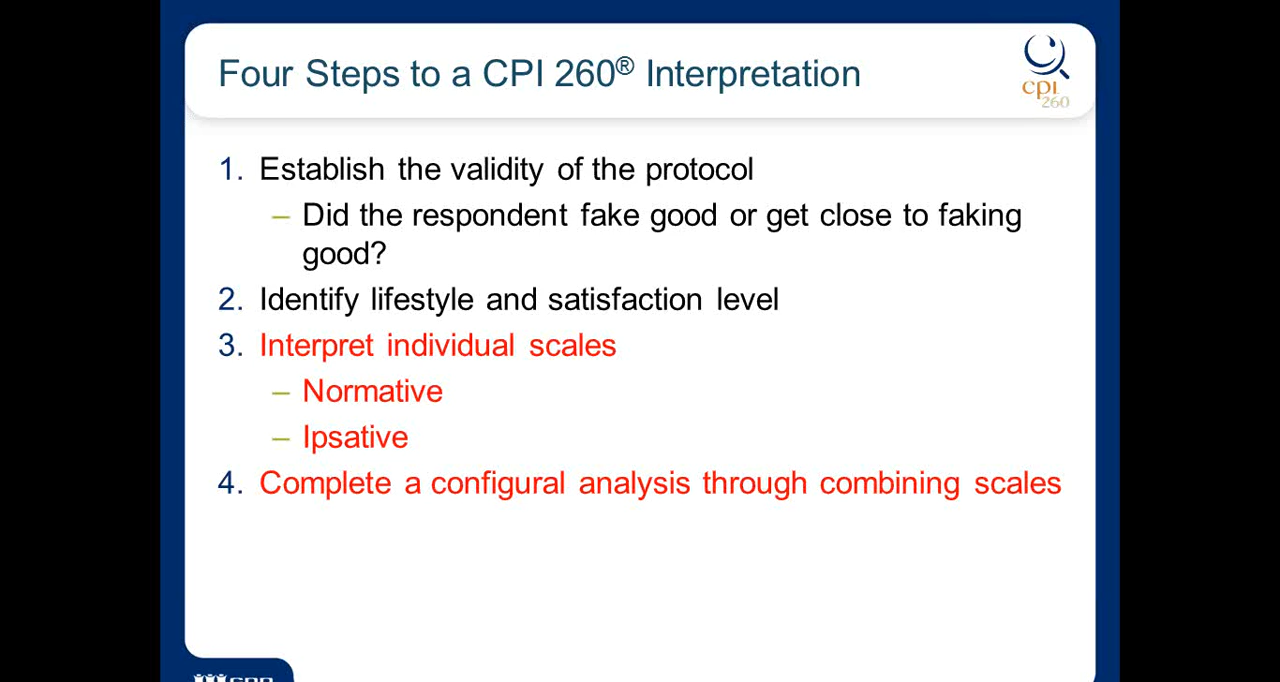 Four Steps to a CPI 260® Interpretation
cpi
260
1. Establish the validity of the protocol
– Did the respondent fake good or get close to faking
good?
2. Identify lifestyle and satisfaction level
3. Interpret individual scales
– Normative
– Ipsative
4. Complete a configural analysis through combining scales